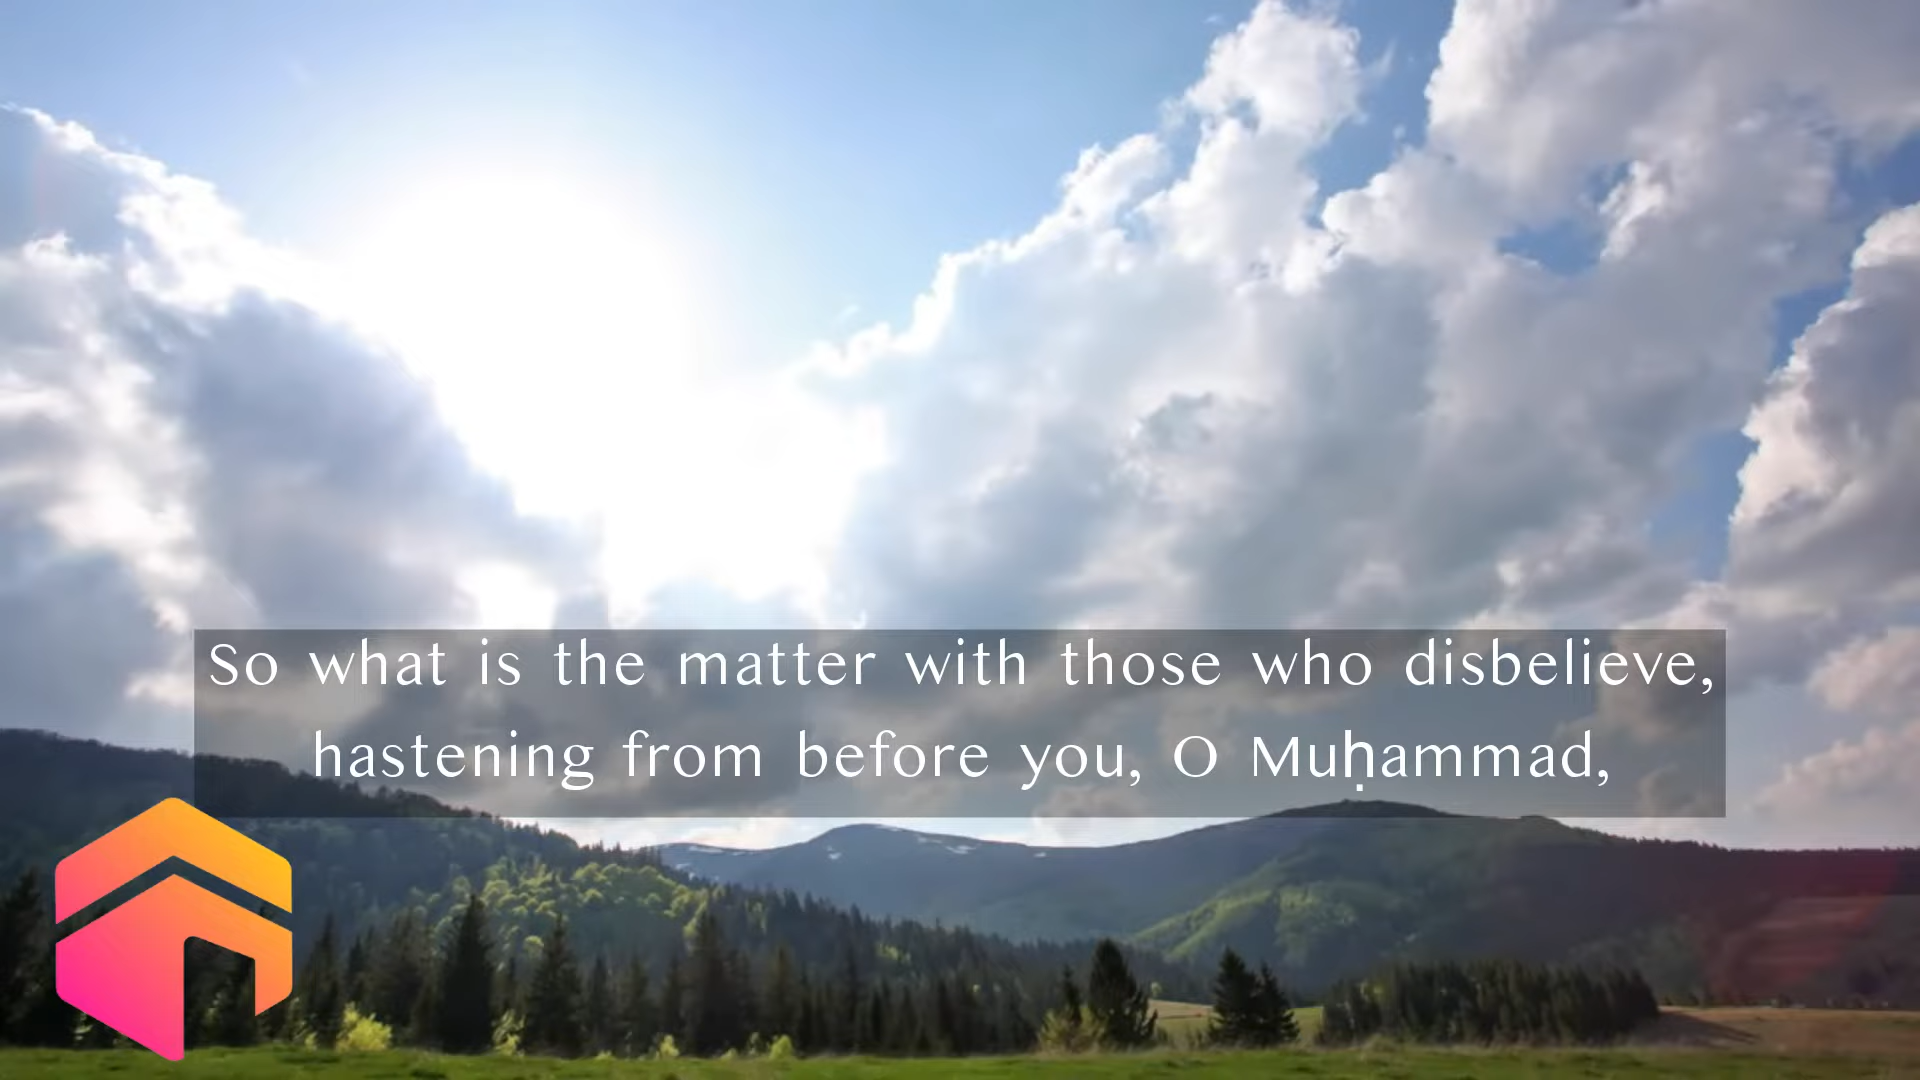 So what is the matter with those who disbelieve,
hastening from before you, O Muḥammad,